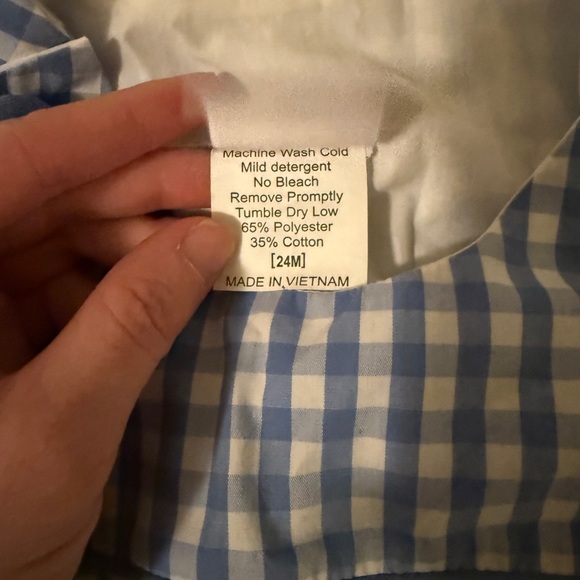 Machine Wash Cold
Mild detergent
No Bleach
Remove Promptly
Tumble Dry Low
65% Polyester
35% Cotton
[24M]
MADE IN VIETNAM